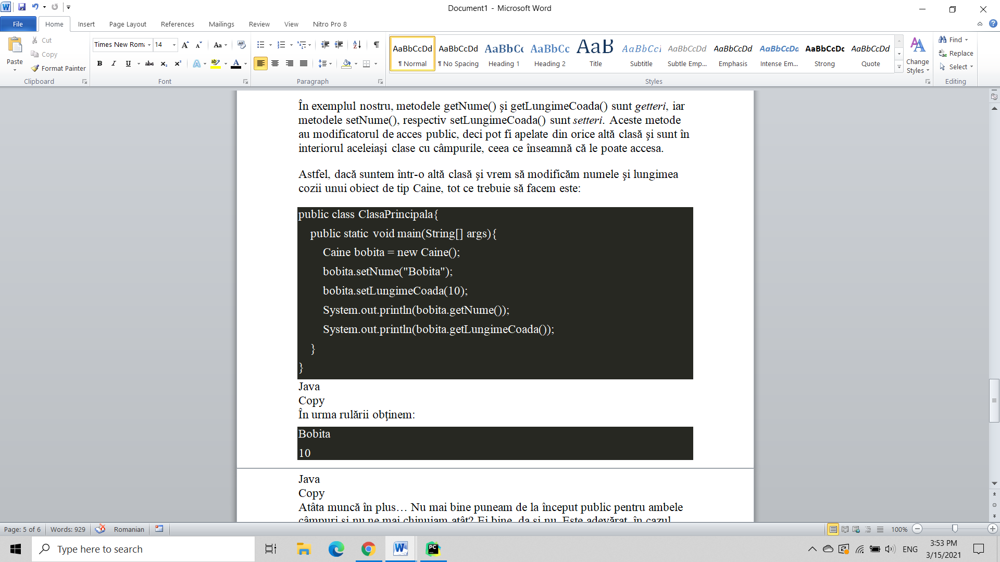 Document1 - Microsoft Word
File Home Insert Page Layout References Mailings Review View Nitro Pro 8
Paste
Cut
Copy
Format Painter
Clipboard
Times New Roma 14
Font
Paragraph
AaBbCcDd AaBbCcDd AaBbCc AaBbCc AaB AaBbCcI AaBbCcDd AaBbCcDd AaBbCcDd AaBbCcDc AaBbCcDd
¶ Normal ¶ No Spacing Heading 1 Heading 2 Title Subtitle Subtle Emp... Emphasis Intense Em... Strong Quote
Styles
Change Styles
Find
Replace
Select
Editing
În exemplul nostru, metodele getNume() şi getLungimeCoada() sunt getteri, iar
metodele setNume(), respectiv setLungimeCoada() sunt setteri. Aceste metode
au modificatorul de acces public, deci pot fi apelate din orice altă clasă şi sunt în
interiorul aceleiaşi clase cu câmpurile, ceea ce înseamnă că le poate accesa.
Astfel, dacă suntem într-o altă clasă şi vrem să modificăm numele şi lungimea
cozii unui obiect de tip Caine, tot ce trebuie să facem este:
public class ClasaPrincipala{
public static void main(String[] args){
Caine bobita = new Caine();
bobita.setNume("Bobita");
bobita.setLungimeCoada(10);
System.out.println(bobita.getNume());
System.out.println(bobita.getLungimeCoada());
}
}
Java
Copy
În urma rulării obţinem:
Bobita
10
Java
Copy
Atâta muncă în plus… Nu mai bine puneam de la început public pentru ambele
câmpuri şi nu ne mai chinuiam atât? Ei bine, da şi nu. Este adevărat, în cazul
Page: 5 of 6 Words: 929 Romanian 100%
Type here to search
ENG
3:53 PM
3/15/2021